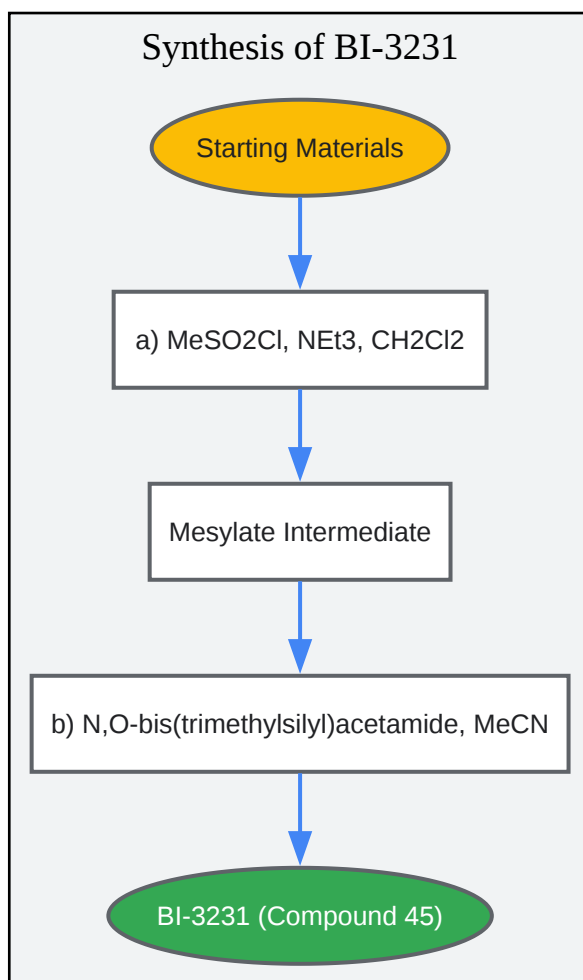 Synthesis of BI-3231
Starting Materials
a) MeSO2Cl, NEt3, CH2Cl2
Mesylate Intermediate
b) N,O-bis(trimethylsilyl)acetamide, MeCN
BI-3231 (Compound 45)